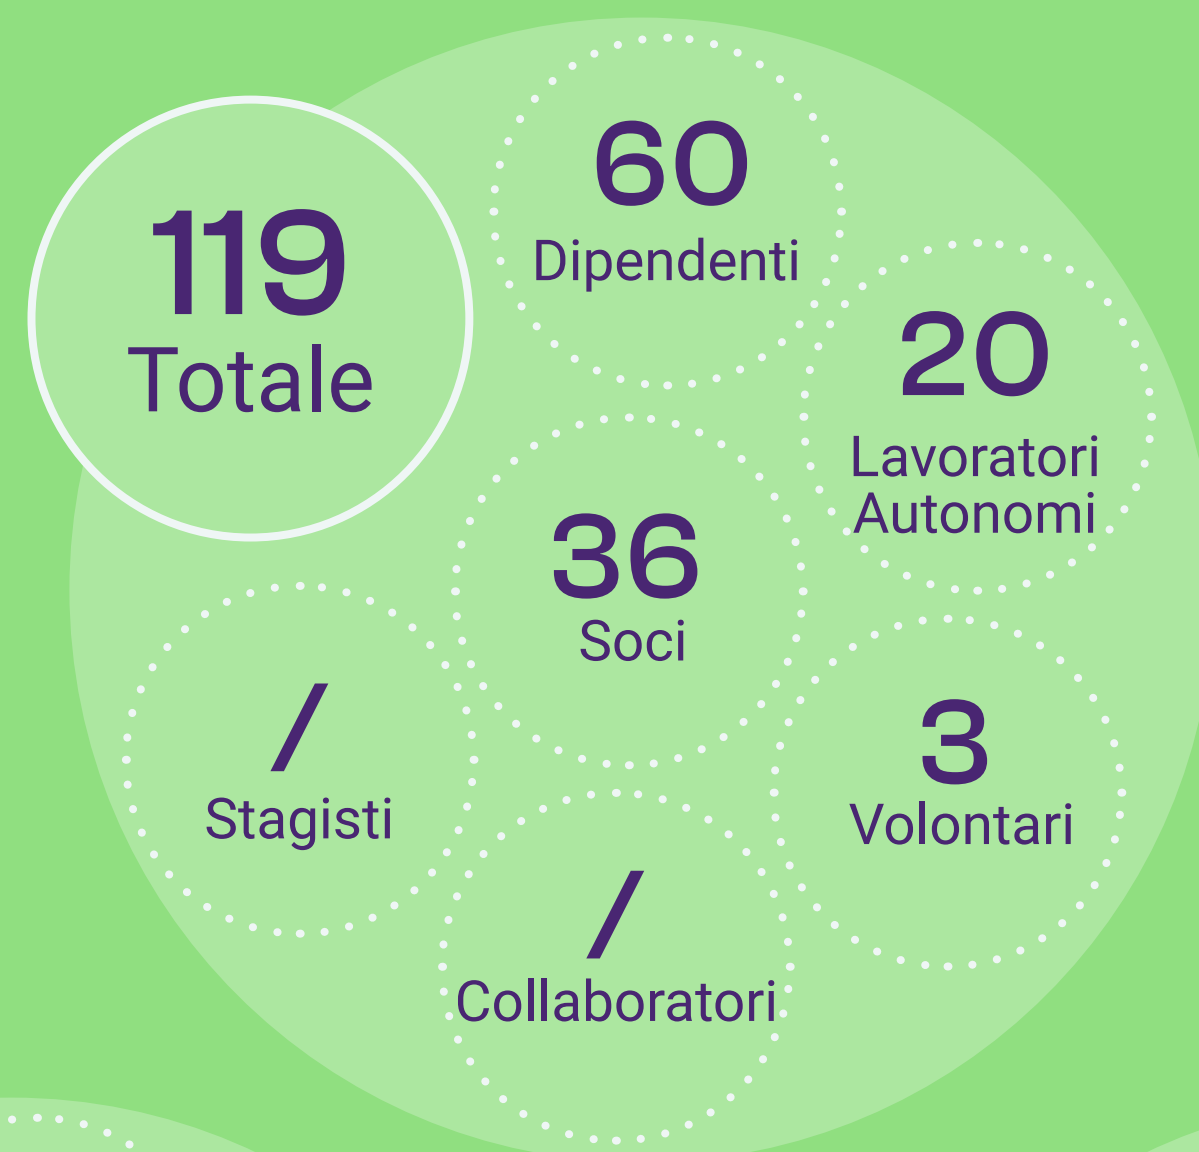 119
Totale
60
Dipendenti
20
Lavoratori
Autonomi
36
Soci
/
Stagisti
3
Volontari
/
Collaboratori